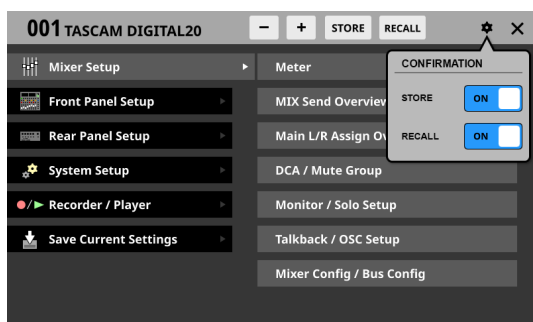 001 TASCAM DIGITAL20
− + STORE RECALL
CONFIRMATION
STORE ON
RECALL ON
Mixer Setup
Front Panel Setup
Rear Panel Setup
System Setup
Recorder / Player
Save Current Settings
Meter
MIX Send Overview
Main L/R Assign
DCA / Mute Group
Monitor / Solo Setup
Talkback / OSC Setup
Mixer Config / Bus Config